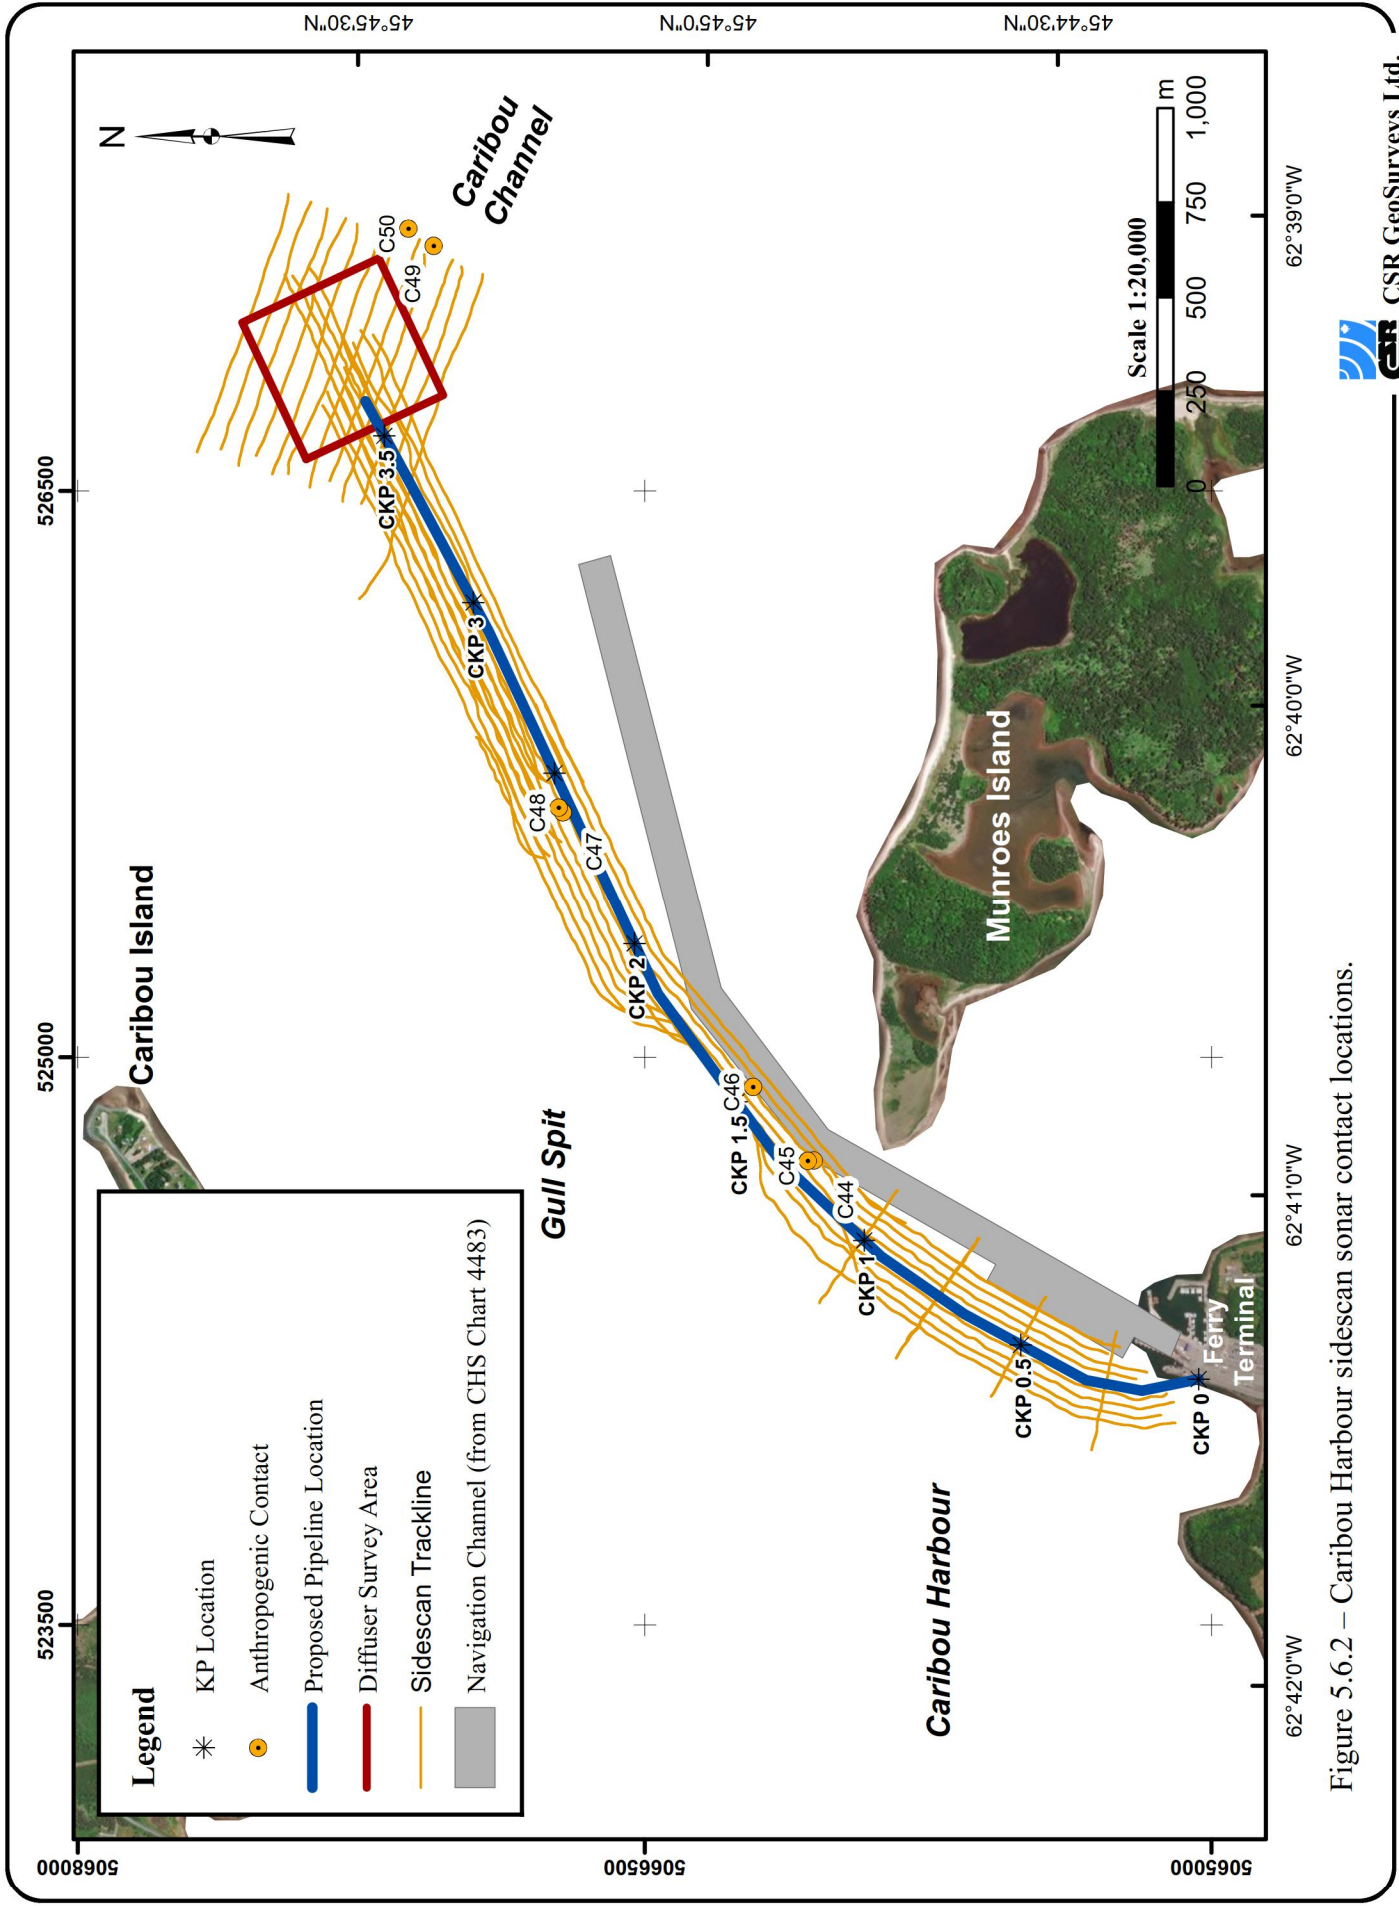 523500
525000
526500
5068000
5066500
5065000
45°45'30"N
45°45'0"N
45°44'30"N
62°42'0"W
62°41'0"W
62°40'0"W
62°39'0"W
N
Caribou Island
Caribou
Channel
Gull Spit
Caribou Harbour
Munroes Island
Ferry
Terminal
CKP 0
CKP 0.5
CKP 1
CKP 1.5
CKP 2
CKP 3
CKP 3.5
C44
C45
C46
C47
C48
C49
C50
Legend
KP Location
Anthropogenic Contact
Proposed Pipeline Location
Diffuser Survey Area
Sidescan Trackline
Navigation Channel (from CHS Chart 4483)
Scale 1:20,000
0 250 500 750 1,000
m
Figure 5.6.2 – Caribou Harbour sidescan sonar contact locations.
CSR CSR GeoSurveys Ltd.